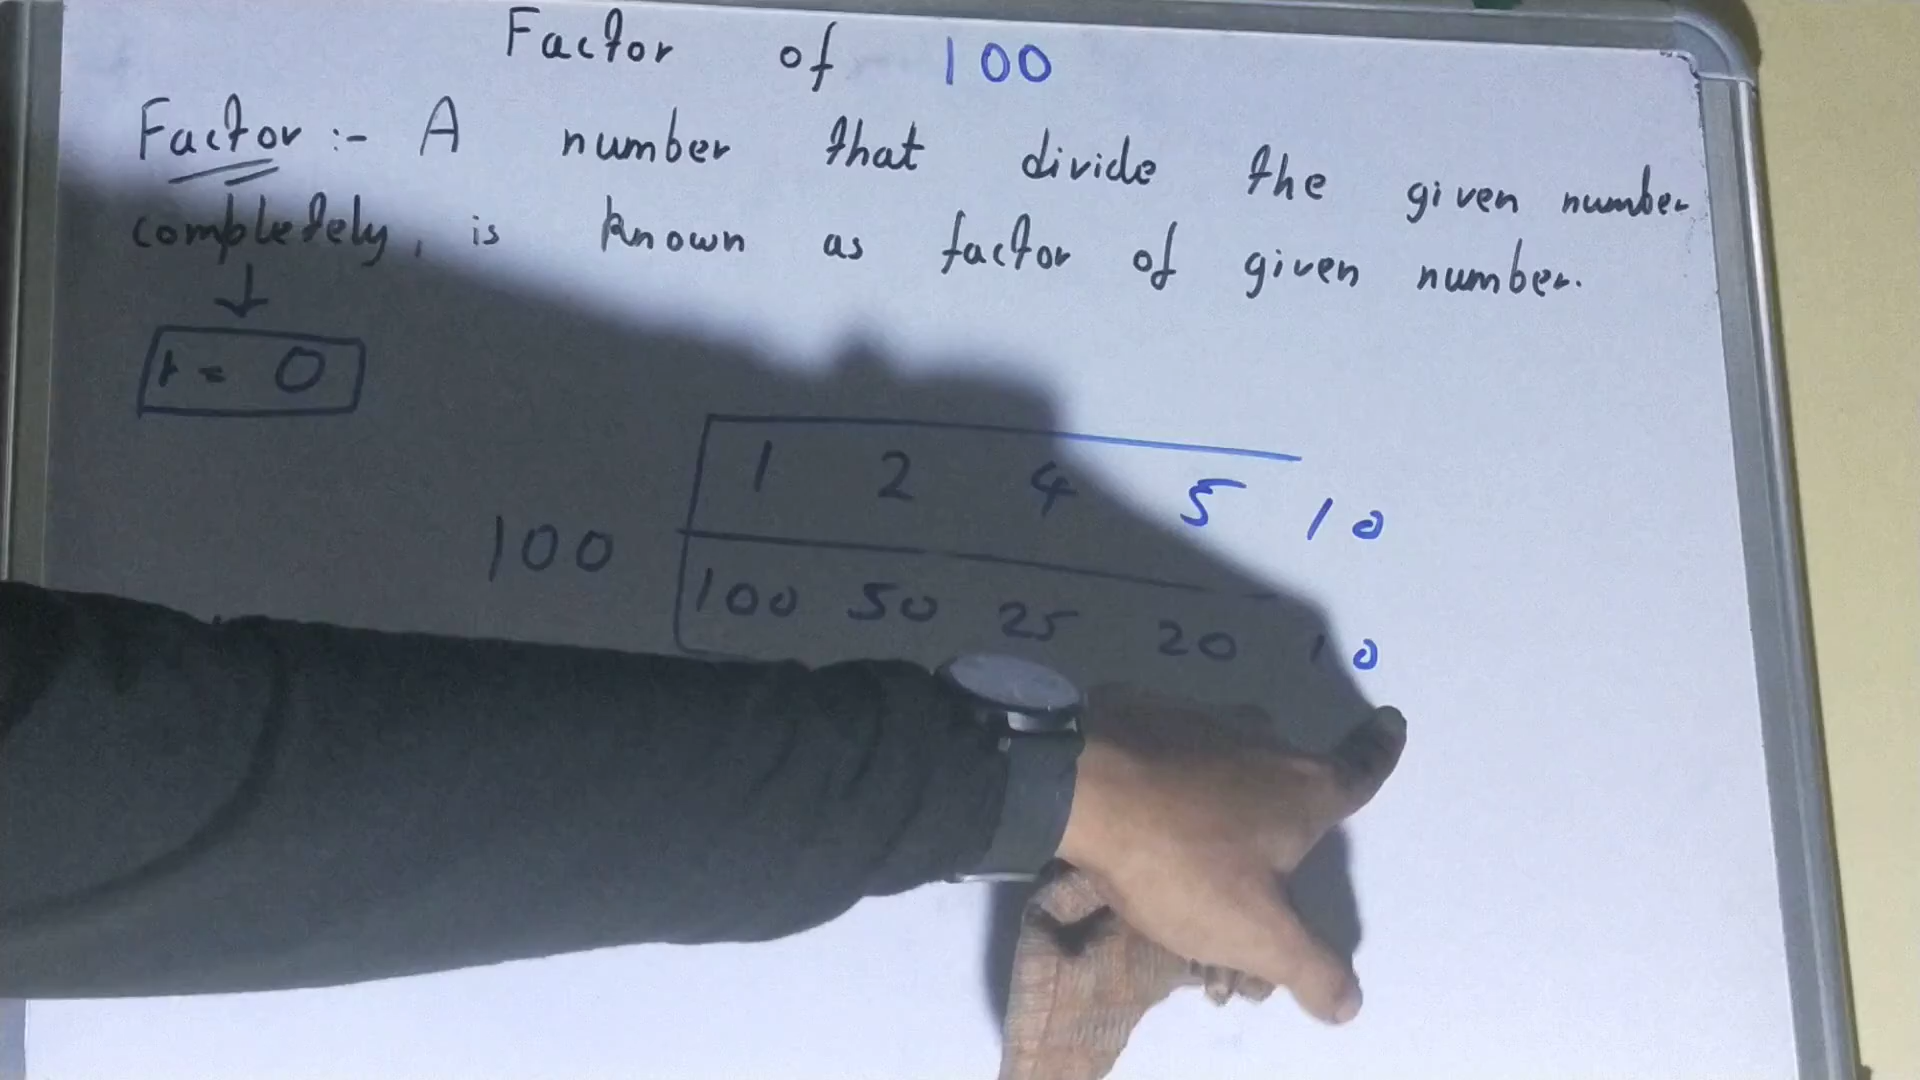 Factor of 100
Factor :- A number that divide the given number
completely, is known as factor of given number.
↓
r = 0
1 2 4 5 10
100
100 50 25 20 10